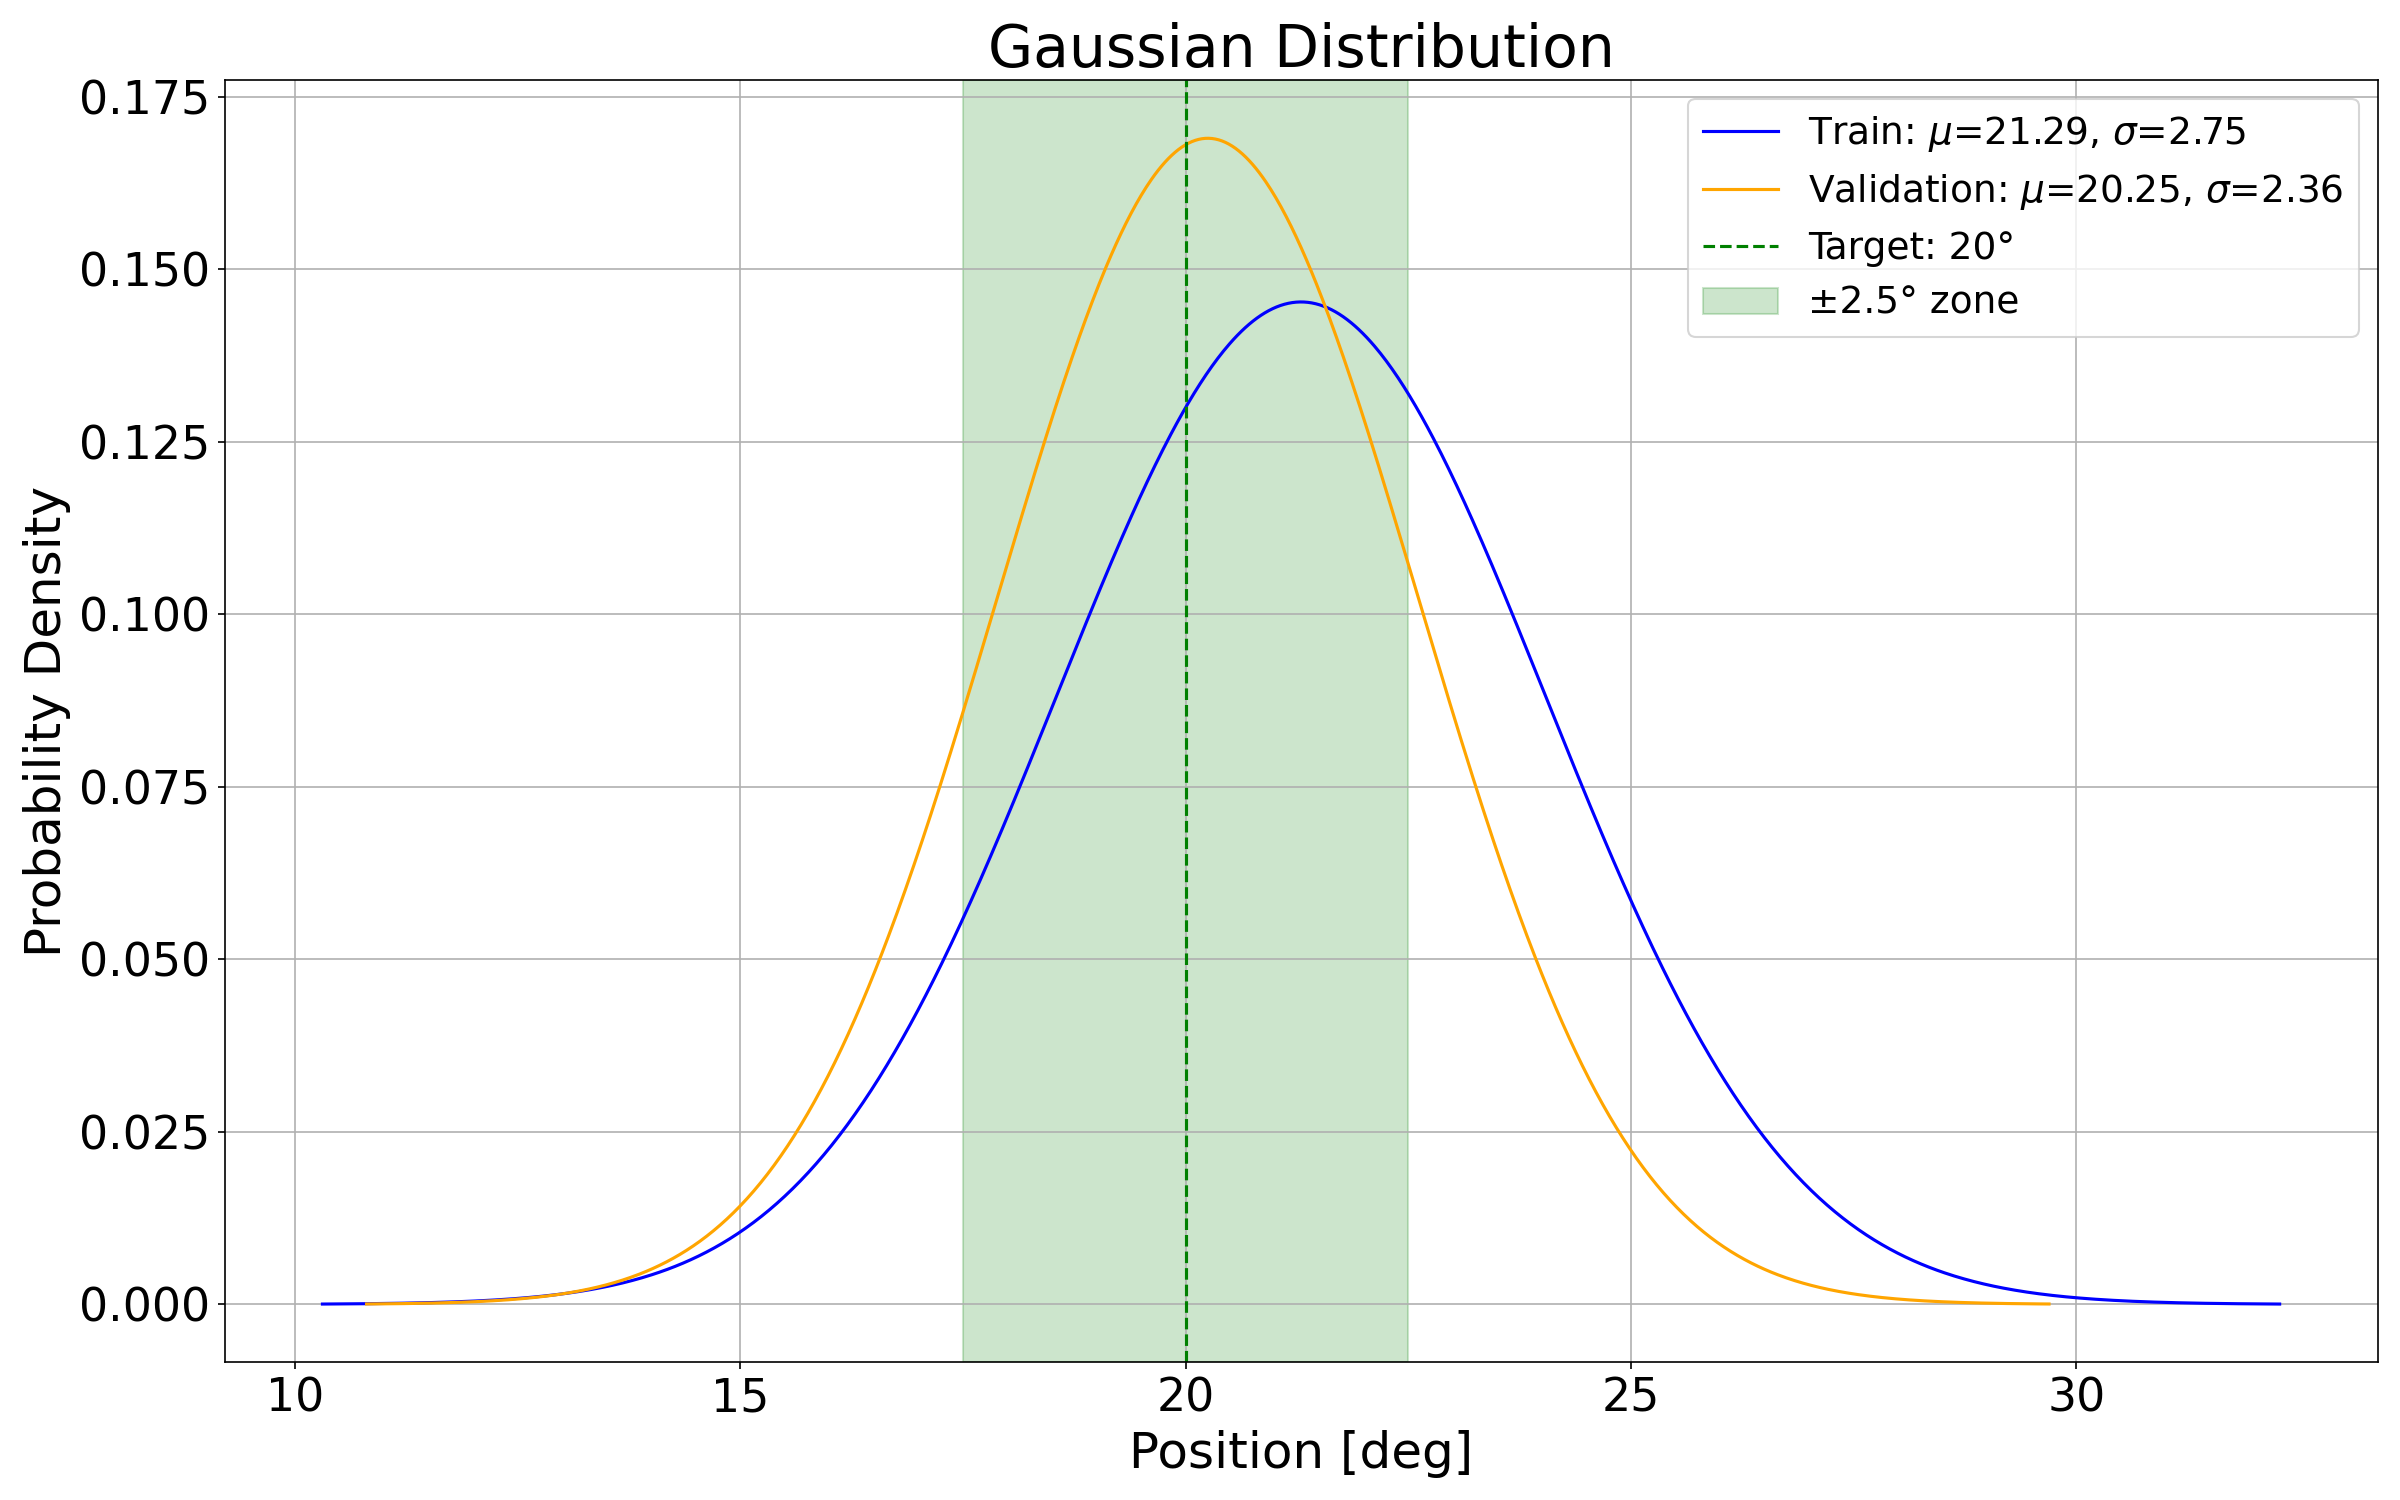 Gaussian Distribution
Train: μ=21.29, σ=2.75
Validation: μ=20.25, σ=2.36
Target: 20°
±2.5° zone
Probability Density
0.175
0.150
0.125
0.100
0.075
0.050
0.025
0.000
10 15 20 25 30
Position [deg]